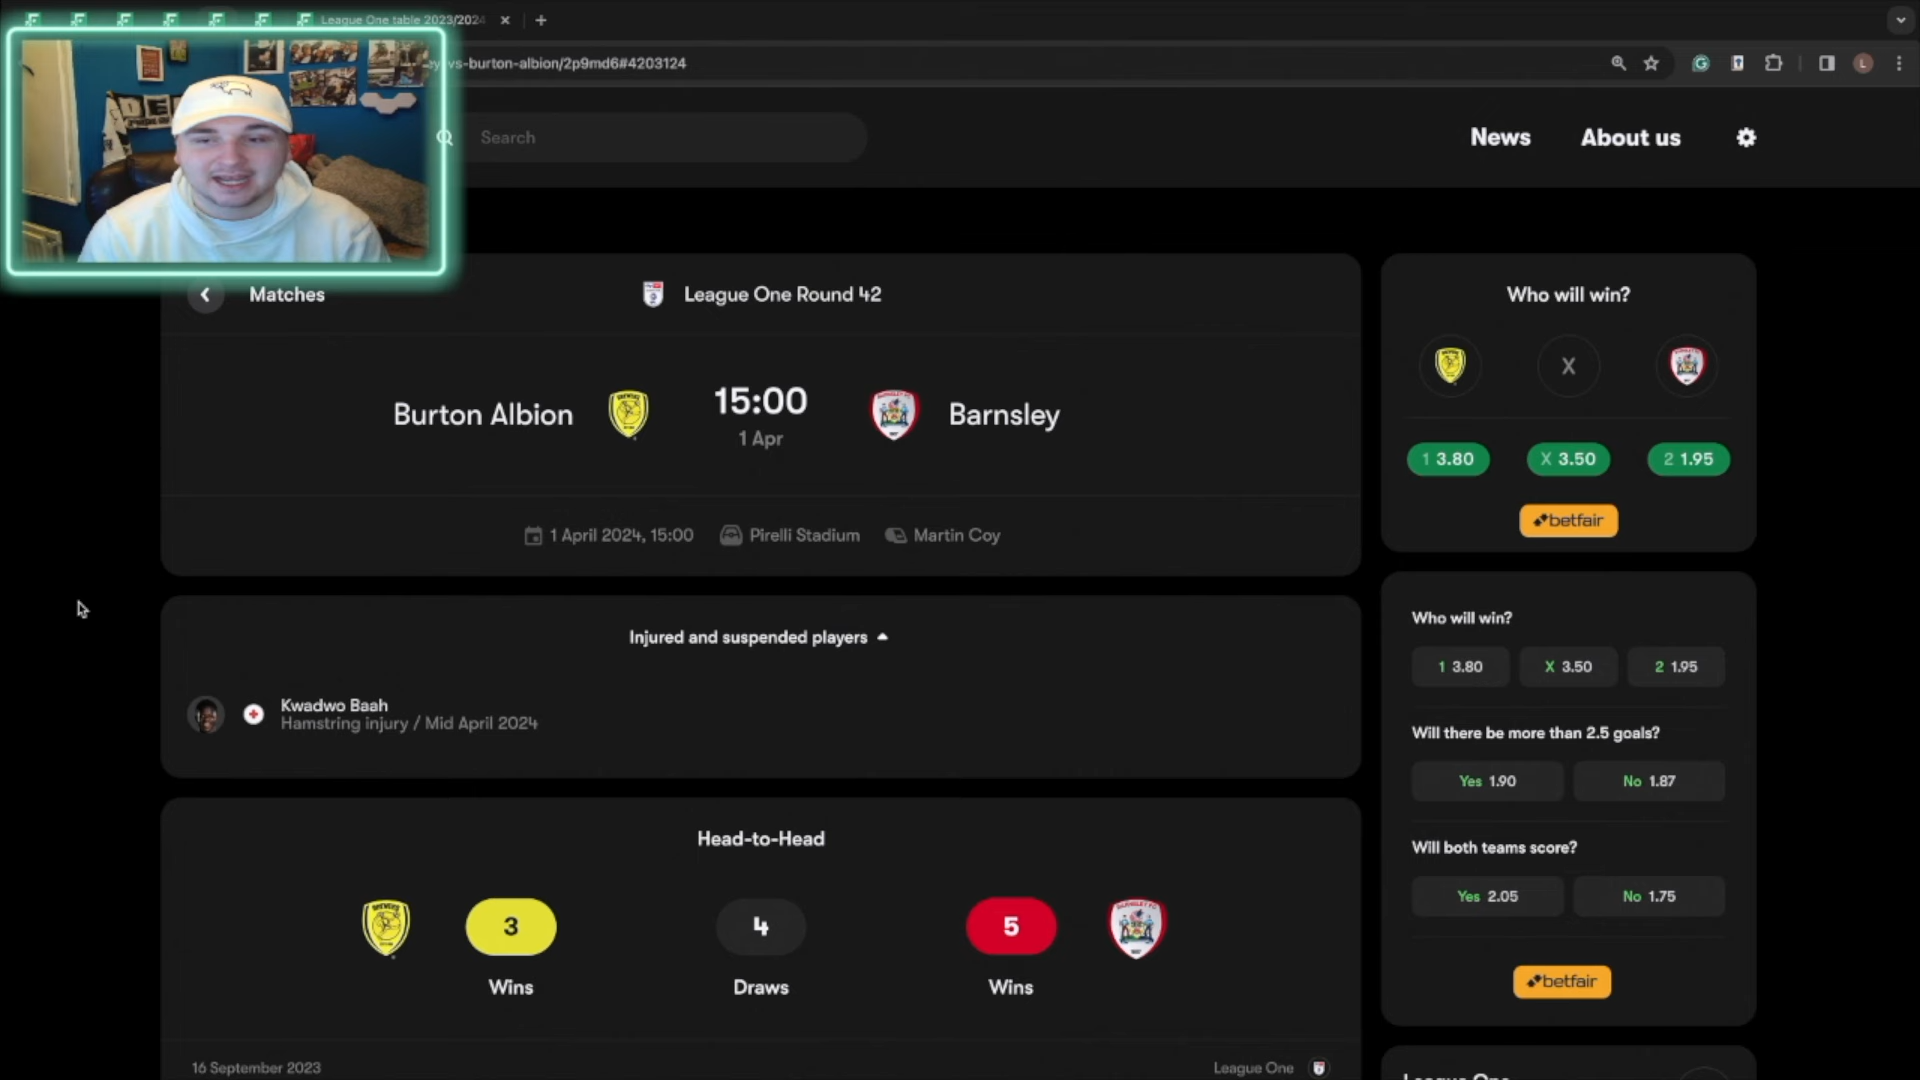 League One table 2023/2024
vs-burton-albion/2p9md6#4203124
Search
News
About us
Matches
League One Round 42
Burton Albion
15:00
1 Apr
Barnsley
1 April 2024, 15:00
Pirelli Stadium
Martin Coy
Injured and suspended players
Kwadwo Baah
Hamstring injury / Mid April 2024
Head-to-Head
3
4
5
Wins
Draws
Wins
16 September 2023
League One
Who will win?
X
1 3.80
X 3.50
2 1.95
betfair
Who will win?
1 3.80
X 3.50
2 1.95
Will there be more than 2.5 goals?
Yes 1.90
No 1.87
Will both teams score?
Yes 2.05
No 1.75
betfair
League One